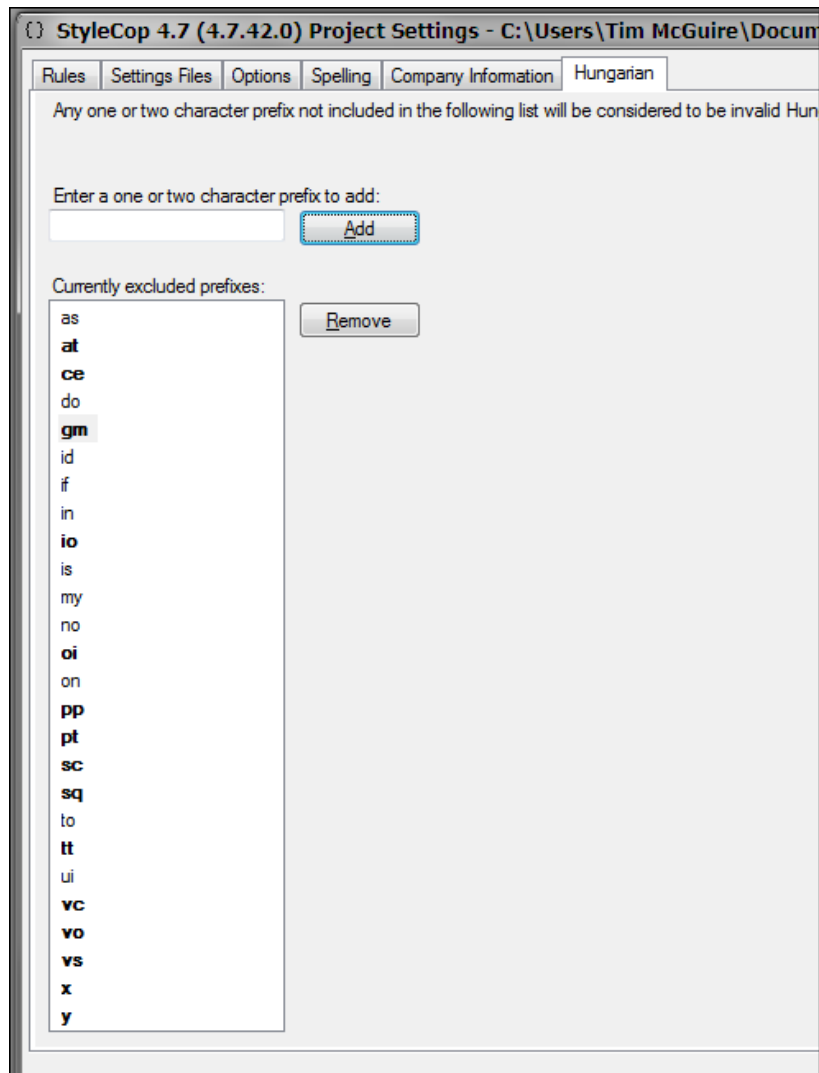 {} StyleCop 4.7 (4.7.42.0) Project Settings - C:\Users\Tim McGuire\Docum
Rules Settings Files Options Spelling Company Information Hungarian
Any one or two character prefix not included in the following list will be considered to be invalid Hun
Enter a one or two character prefix to add:
Add
Currently excluded prefixes:
Remove
as
at
ce
do
gm
id
if
in
io
is
my
no
oi
on
pp
pt
sc
sq
to
tt
ui
vc
vo
vs
x
y